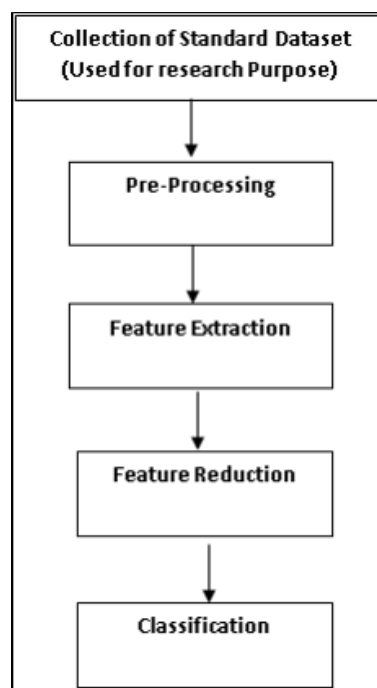 Collection of Standard Dataset
(Used for research Purpose)
Pre-Processing
Feature Extraction
Feature Reduction
Classification